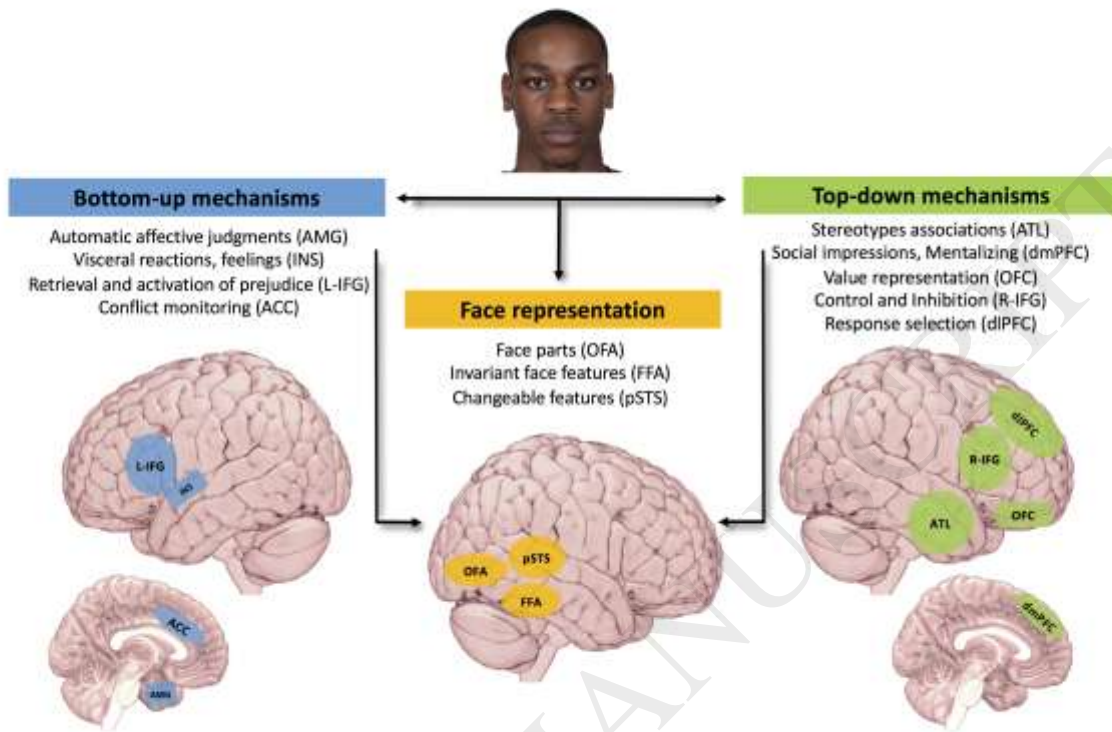 Bottom-up mechanisms
Automatic affective judgments (AMG)
Visceral reactions, feelings (INS)
Retrieval and activation of prejudice (L-IFG)
Conflict monitoring (ACC)
Top-down mechanisms
Stereotypes associations (ATL)
Social impressions, Mentalizing (dmPFC)
Value representation (OFC)
Control and Inhibition (R-IFG)
Response selection (dlPFC)
Face representation
Face parts (OFA)
Invariant face features (FFA)
Changeable features (pSTS)
L-IFG
INS
ACC
AMG
OFA
pSTS
FFA
dlPFC
R-IFG
ATL
OFC
dmPFC
MANUSCRIPT